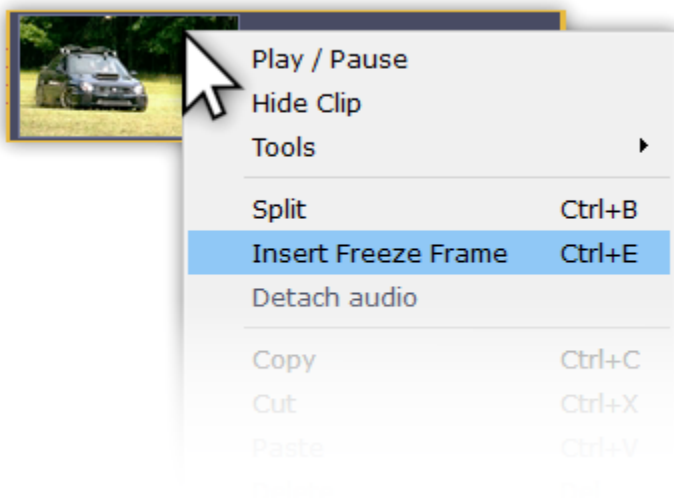 Play / Pause
Hide Clip
Tools
Split Ctrl+B
Insert Freeze Frame Ctrl+E
Detach audio
Copy Ctrl+C
Cut Ctrl+X
Paste Ctrl+V